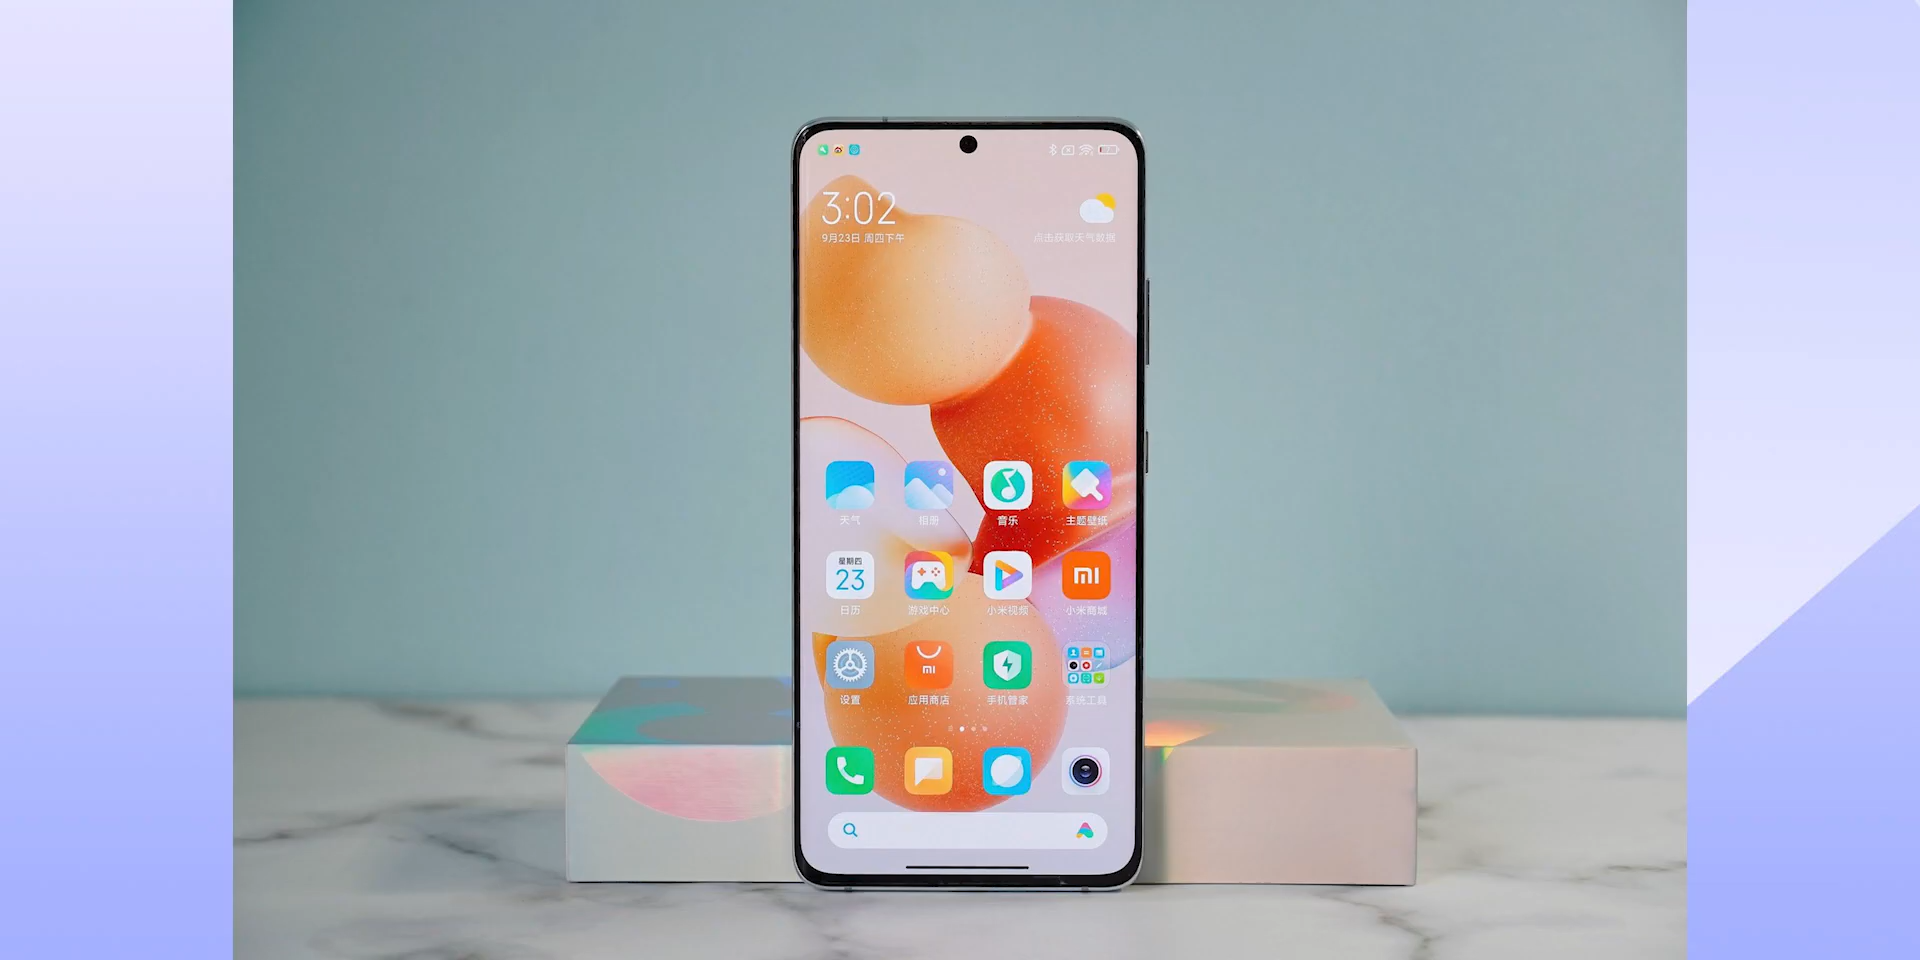 3:02
9月23日 周四下午
点击获取天气数据
天气
相册
音乐
主题壁纸
星期四
23
日历
游戏中心
小米视频
mi
小米商城
设置
mi
应用商店
手机管家
系统工具